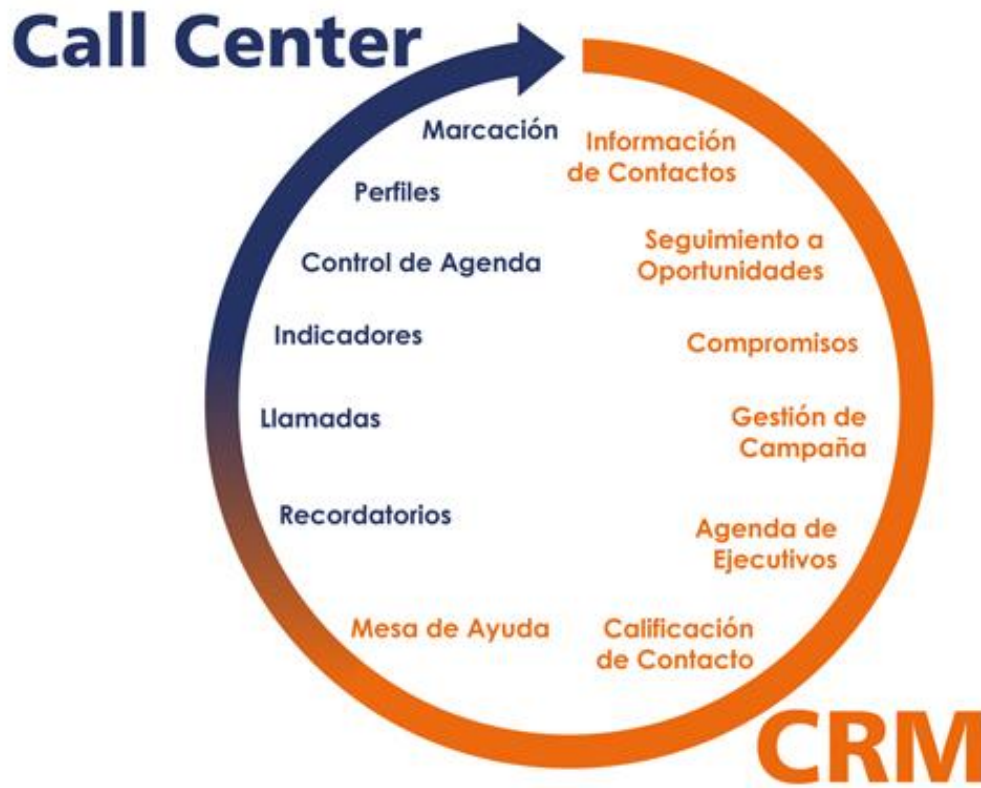 Call Center
Marcación
Perfiles
Control de Agenda
Indicadores
Llamadas
Recordatorios
Información
de Contactos
Seguimiento a
Oportunidades
Compromisos
Gestión de
Campaña
Agenda de
Ejecutivos
Calificación
de Contacto
Mesa de Ayuda
CRM